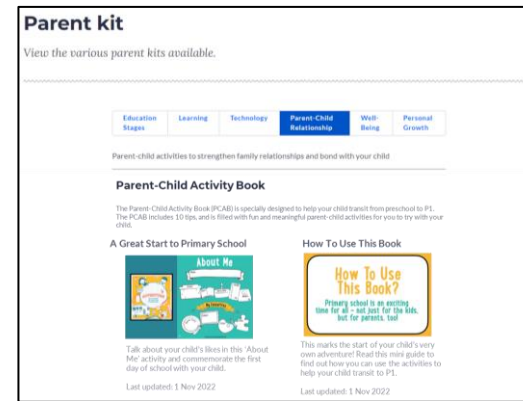 Parent kit
View the various parent kits available.
Education Stages
Learning
Technology
Parent-Child Relationship
Well-Being
Personal Growth
Parent-child activities to strengthen family relationships and bond with your child
Parent-Child Activity Book
The Parent-Child Activity Book (PCAB) is specially designed to help your child transit from preschool to P1.
The PCAB includes 10 tips, and is filled with fun and meaningful parent-child activities for you to try with your
child.
A Great Start to Primary School
About Me
Talk about your child's likes in this 'About
Me' activity and commemorate the first
day of school with your child.
Last updated: 1 Nov 2022
How To Use This Book
How To Use
This Book?
Primary school is an exciting
time for all - not just for the kids,
but for parents, too!
This marks the start of your child's very
own adventure! Read this mini guide to
find out how you can use the activities to
help your child transit to P1.
Last updated: 1 Nov 2022